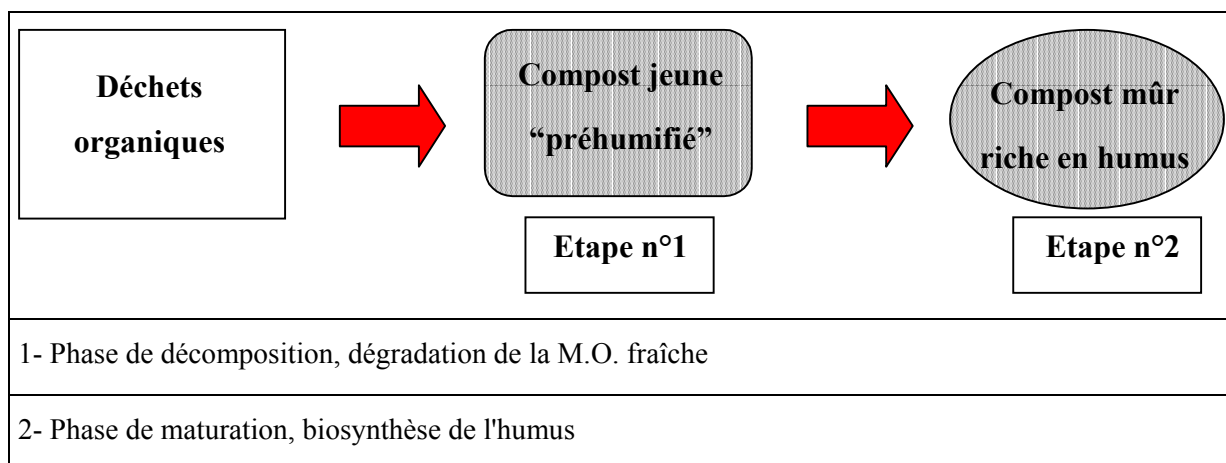 Déchets
organiques
Compost jeune
“préhumifié”
Compost mûr
riche en humus
Etape n°1
Etape n°2
1- Phase de décomposition, dégradation de la M.O. fraîche
2- Phase de maturation, biosynthèse de l'humus